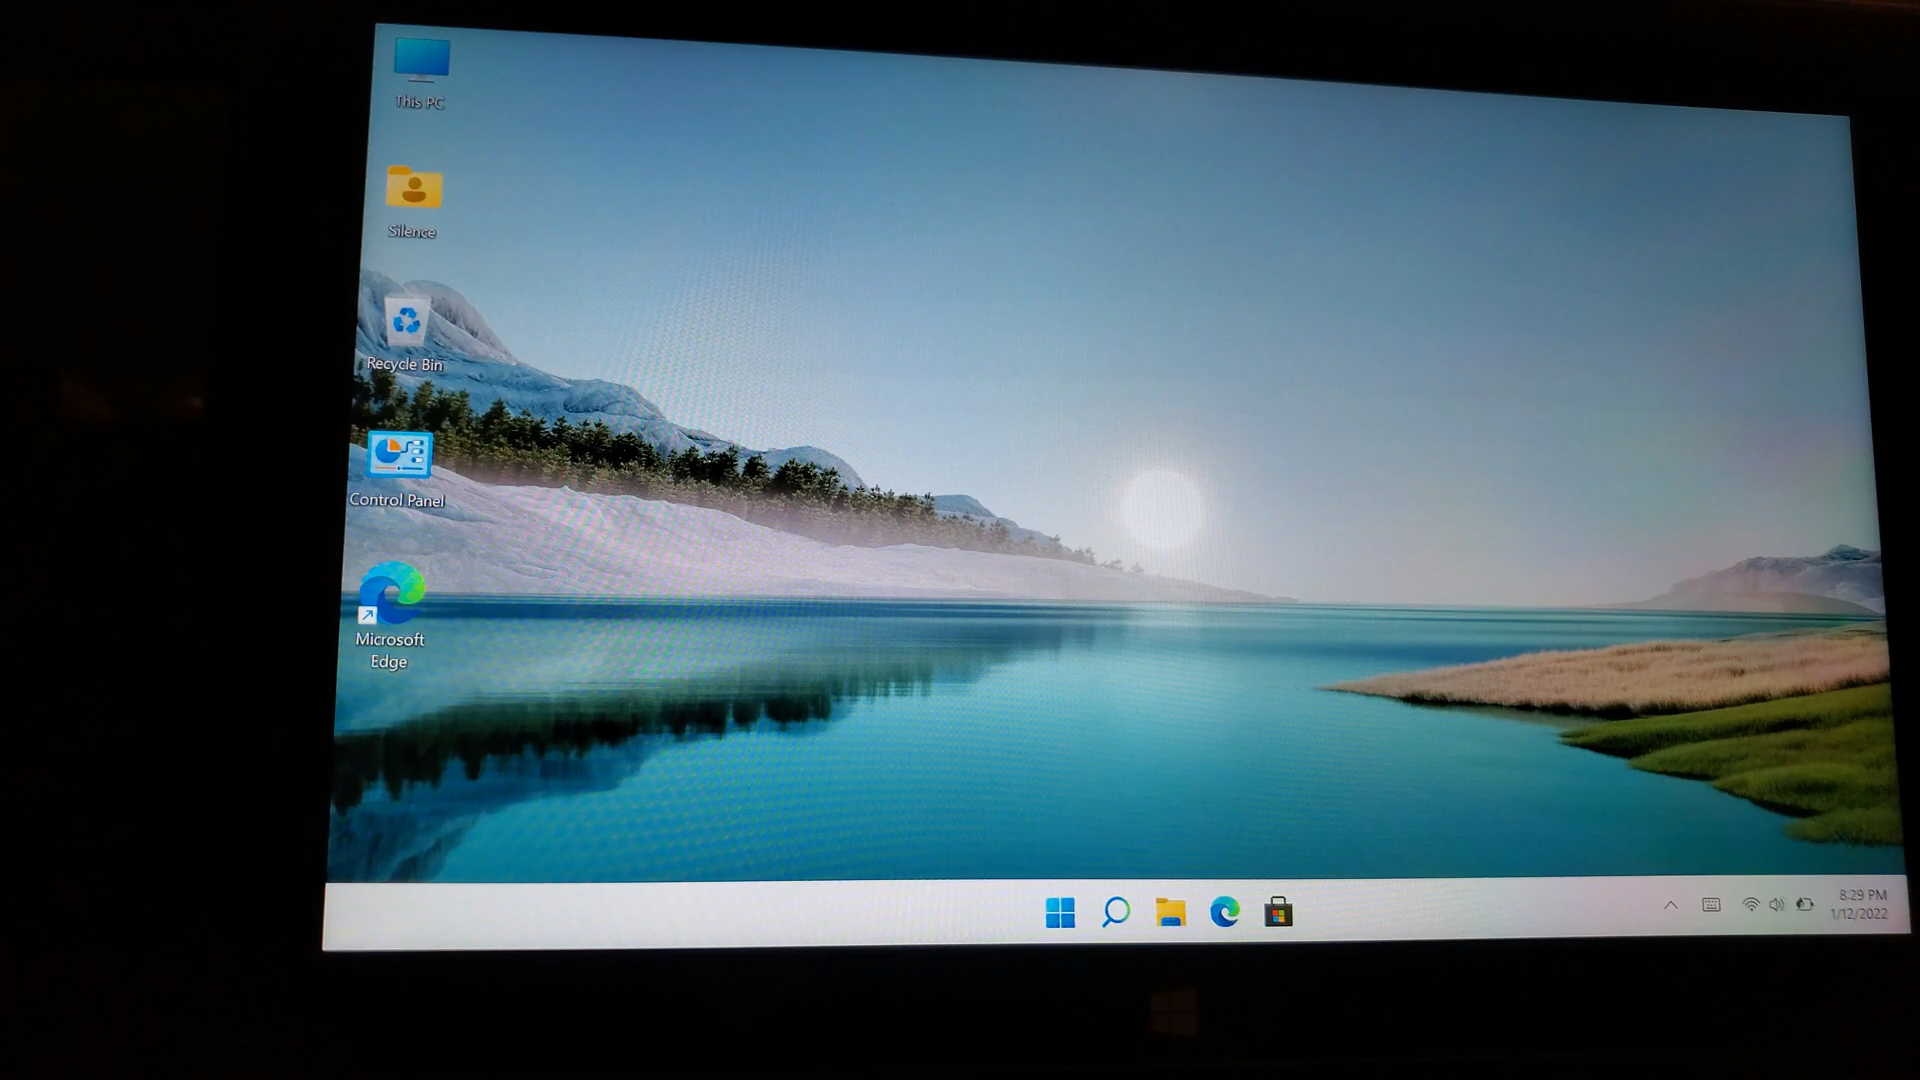 This PC
Silence
Recycle Bin
Control Panel
Microsoft
Edge
8:29 PM
1/12/2022